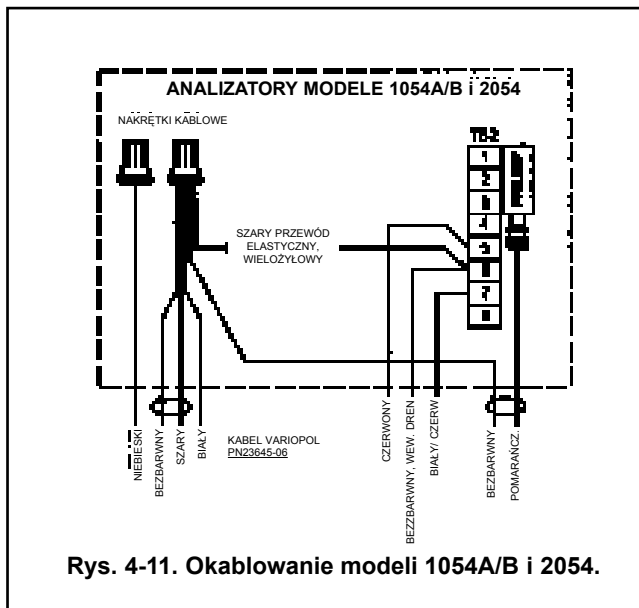 ANALIZATORY MODELE 1054A/B i 2054
NAKRĘTKI KABLOWE
TB-2
1
2
3
4
5
6
7
8
SZARY PRZEWÓD
ELASTYCZNY,
WIELOŻYŁOWY
NIEBIESKI
BEZBARWNY
SZARY
BIAŁY
KABEL VARIOPOL
PN23645-06
CZERWONY
BEZZBARWNY, WEW. DREN
BIAŁY/ CZERW
BEZBARWNY
POMARAŃCZ.
Rys. 4-11. Okablowanie modeli 1054A/B i 2054.